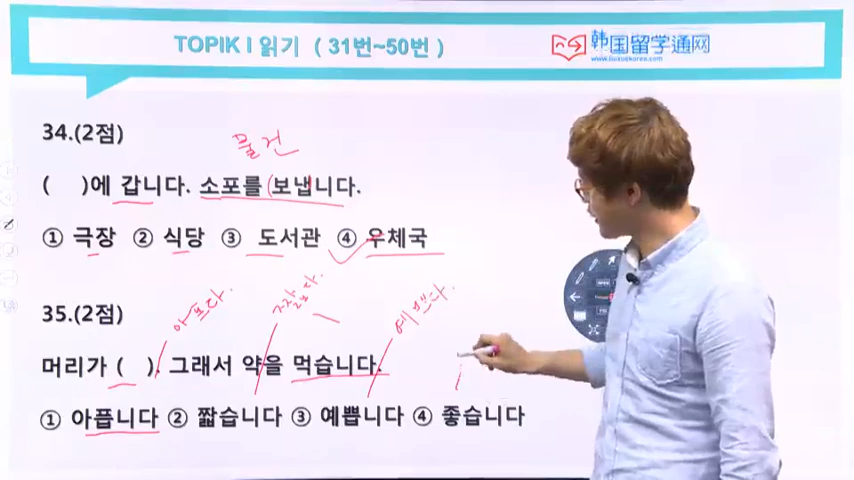 TOPIK I 읽기 ( 31번~50번 )
韩国留学通网
www.liuxuekorea.com
34.(2점)
물건
( )에 갑니다. 소포를 보냅니다.
① 극장 ② 식당 ③ 도서관 ④ 우체국
35.(2점)
아프다. 짧다. 예쁘다.
머리가 ( ). 그래서 약을 먹습니다.
① 아픕니다 ② 짧습니다 ③ 예쁩니다 ④ 좋습니다